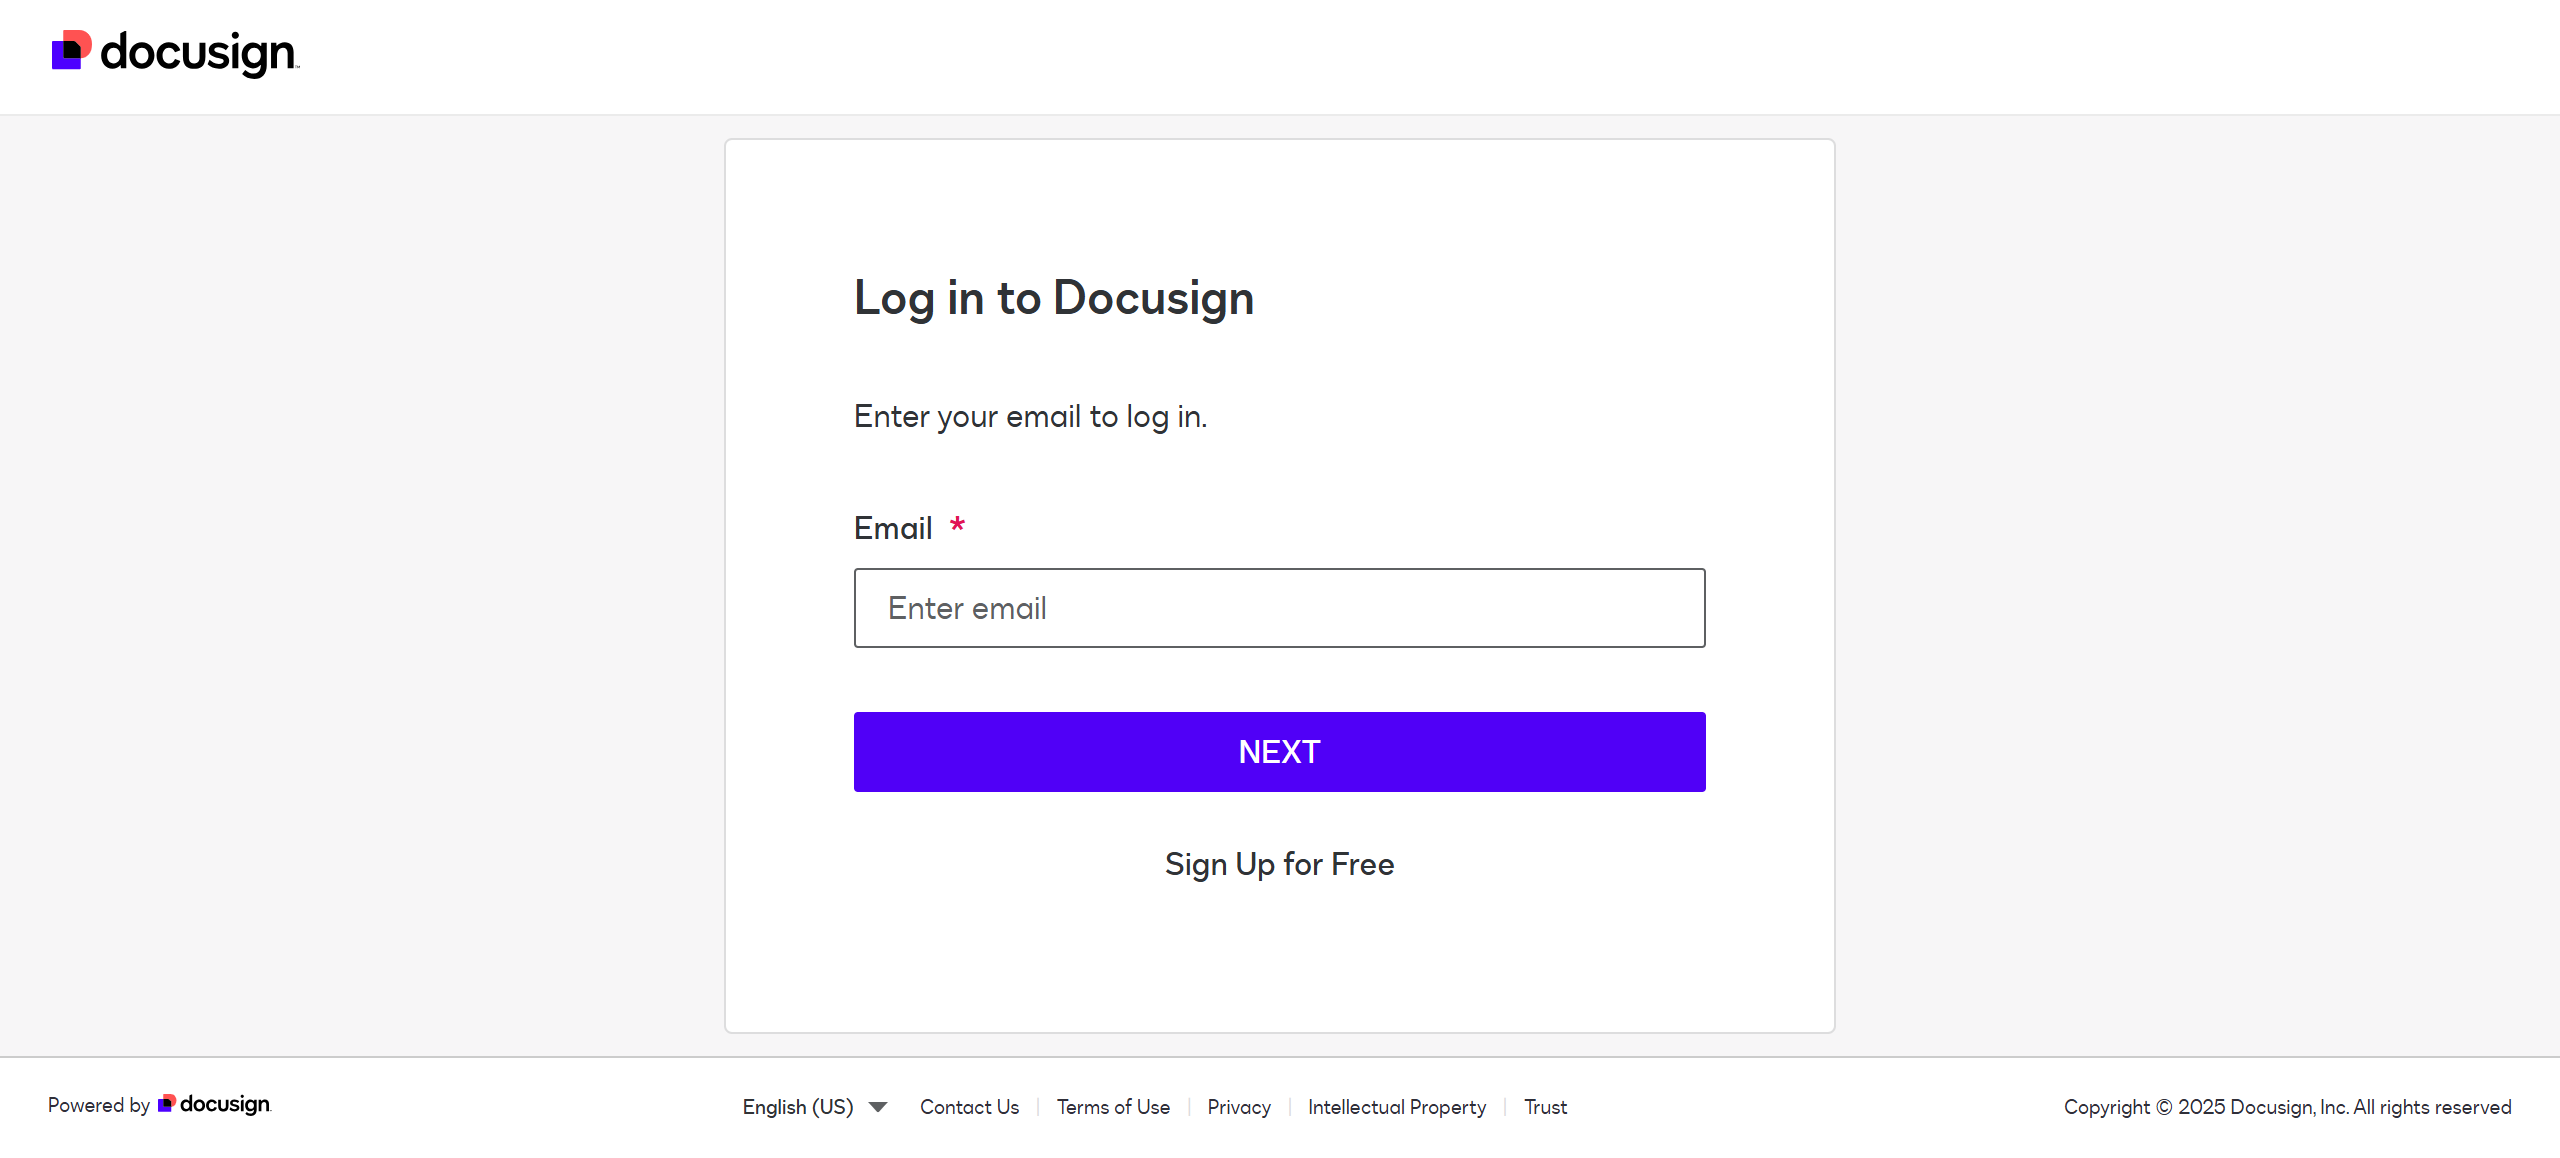 docusign
Log in to Docusign
Enter your email to log in.
Email *
Enter email
NEXT
Sign Up for Free
Powered by docusign
English (US) Contact Us Terms of Use Privacy Intellectual Property Trust
Copyright © 2025 Docusign, Inc. All rights reserved